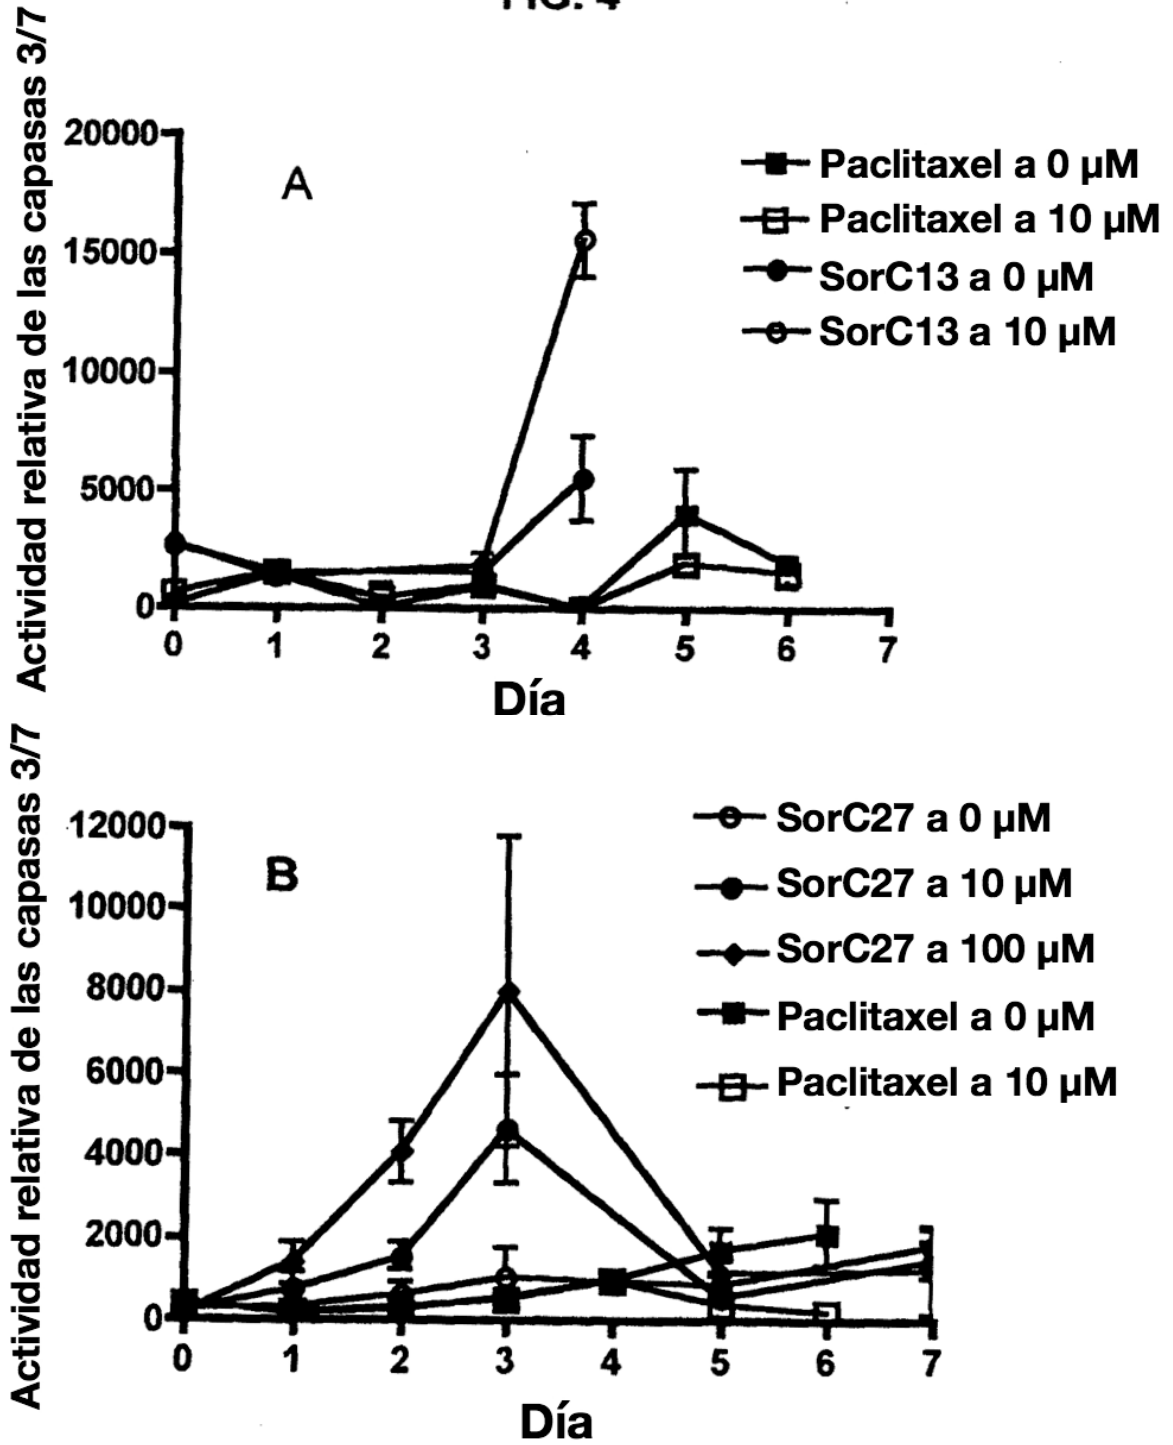 FIG. 4
Actividad relativa de las capasas 3/7
A
20000
15000
10000
5000
0
0 1 2 3 4 5 6 7
Día
Paclitaxel a 0 µM
Paclitaxel a 10 µM
SorC13 a 0 µM
SorC13 a 10 µM
Actividad relativa de las capasas 3/7
B
12000
10000
8000
6000
4000
2000
0
0 1 2 3 4 5 6 7
Día
SorC27 a 0 µM
SorC27 a 10 µM
SorC27 a 100 µM
Paclitaxel a 0 µM
Paclitaxel a 10 µM